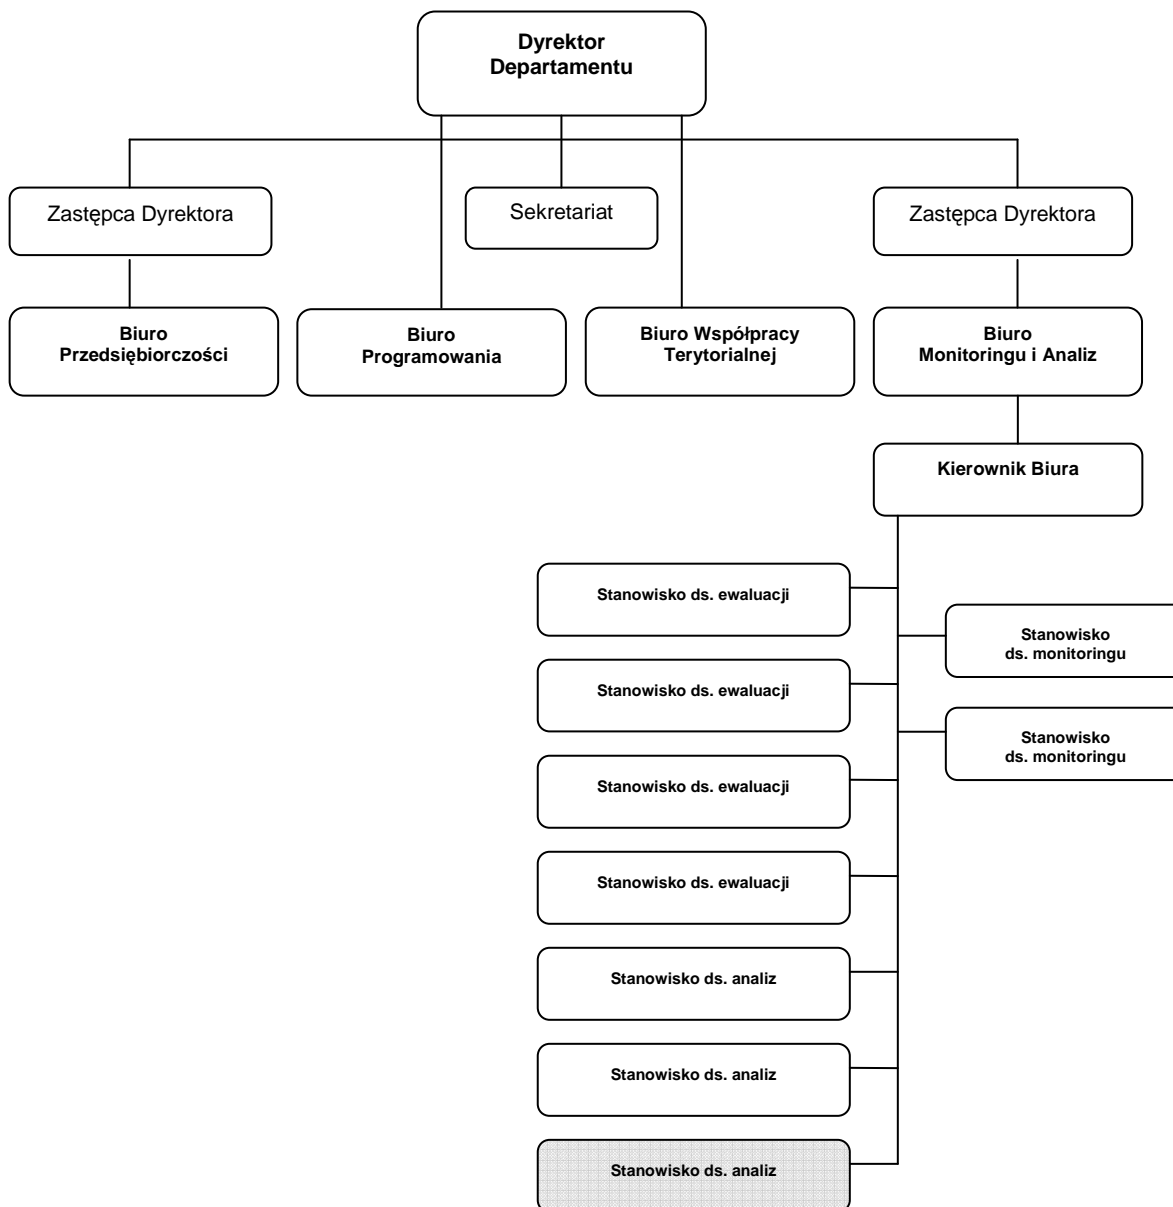 Dyrektor
Departamentu
Zastępca Dyrektora
Sekretariat
Zastępca Dyrektora
Biuro
Przedsiębiorczości
Biuro
Programowania
Biuro Współpracy
Terytorialnej
Biuro
Monitoringu i Analiz
Kierownik Biura
Stanowisko ds. ewaluacji
Stanowisko
ds. monitoringu
Stanowisko ds. ewaluacji
Stanowisko
ds. monitoringu
Stanowisko ds. ewaluacji
Stanowisko ds. ewaluacji
Stanowisko ds. analiz
Stanowisko ds. analiz
Stanowisko ds. analiz